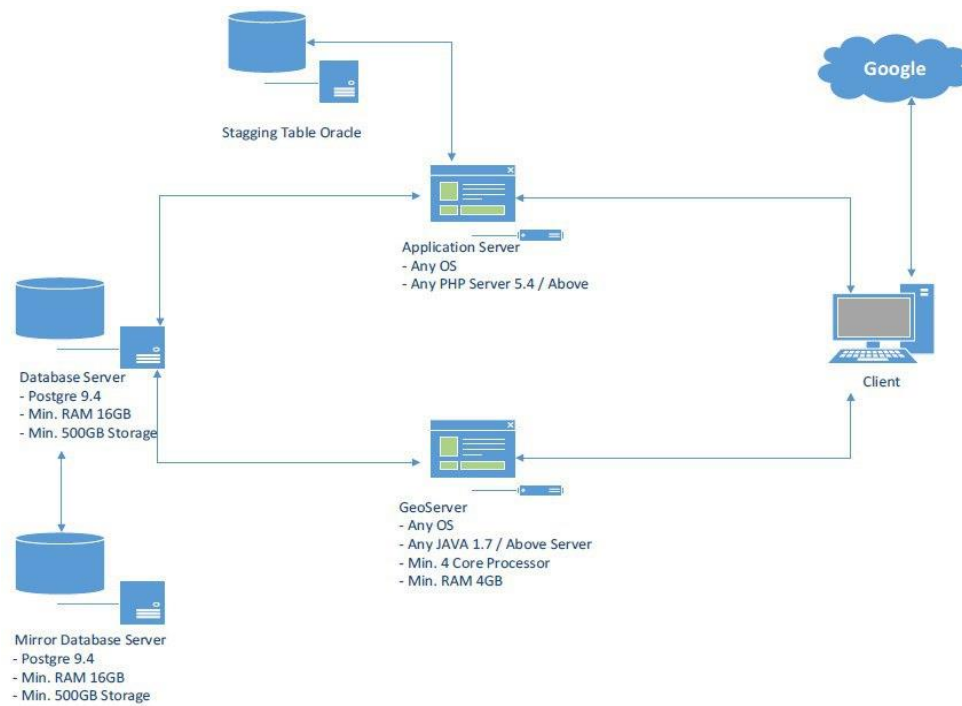 Google
Stagging Table Oracle
Application Server
- Any OS
- Any PHP Server 5.4 / Above
Database Server
- Postgre 9.4
- Min. RAM 16GB
- Min. 500GB Storage
Client
GeoServer
- Any OS
- Any JAVA 1.7 / Above Server
- Min. 4 Core Processor
- Min. RAM 4GB
Mirror Database Server
- Postgre 9.4
- Min. RAM 16GB
- Min. 500GB Storage